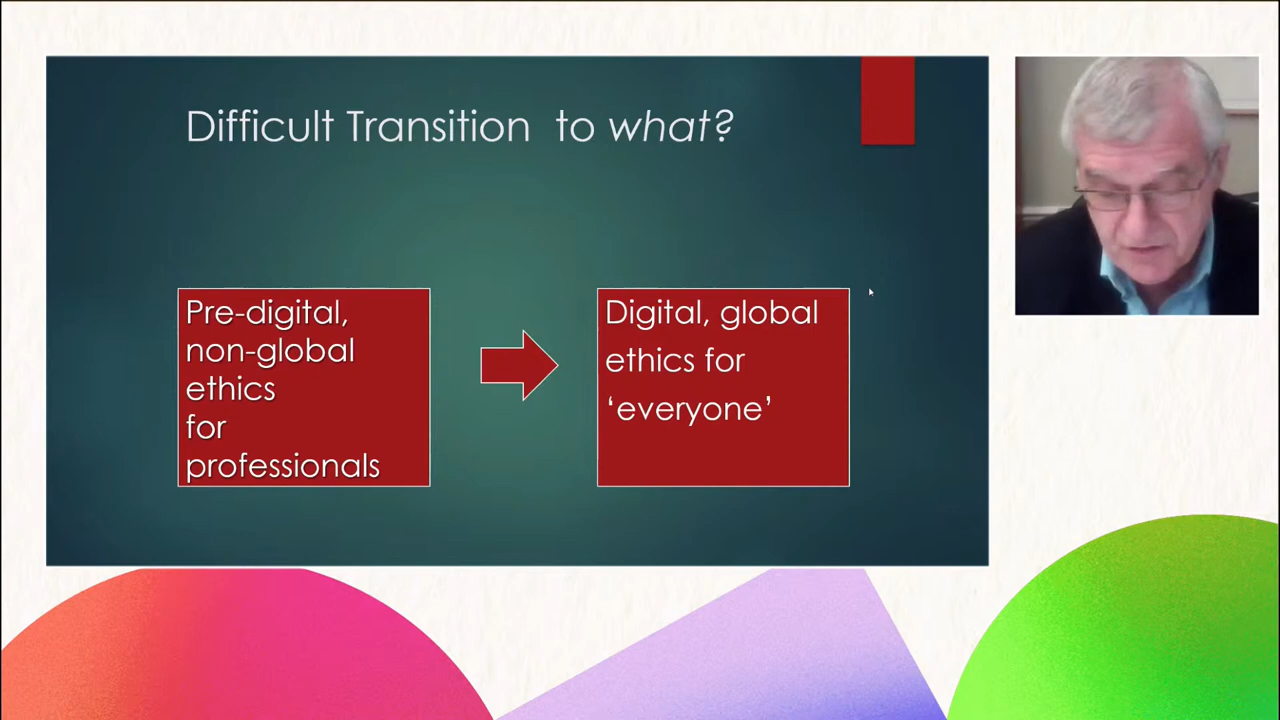 Difficult Transition to what?
Pre-digital,
non-global
ethics
for
professionals
Digital, global
ethics for
‘everyone’